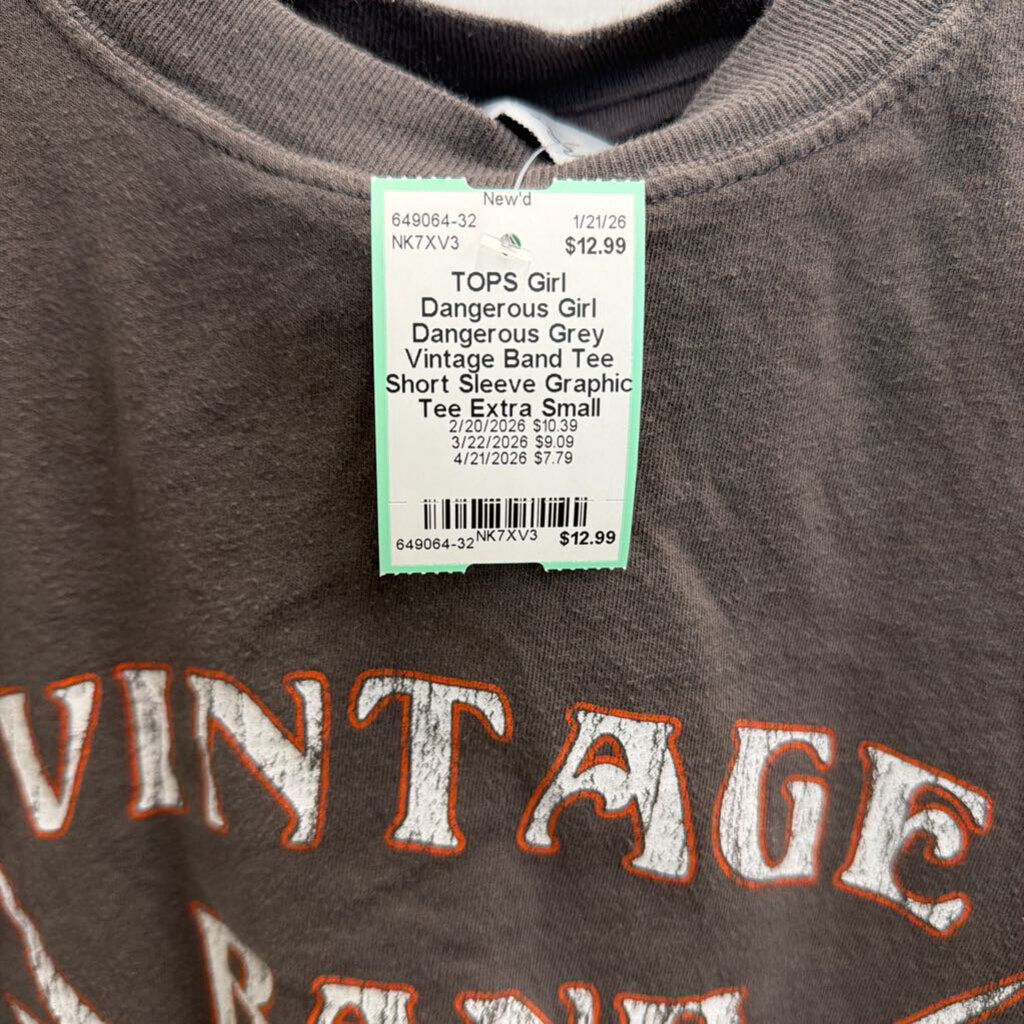 New'd
649064-32 1/21/26
NK7XV3 $12.99
TOPS Girl
Dangerous Girl
Dangerous Grey
Vintage Band Tee
Short Sleeve Graphic
Tee Extra Small
2/20/2026 $10.39
3/22/2026 $9.09
4/21/2026 $7.79
649064-32 NK7XV3 $12.99
VINTAGE